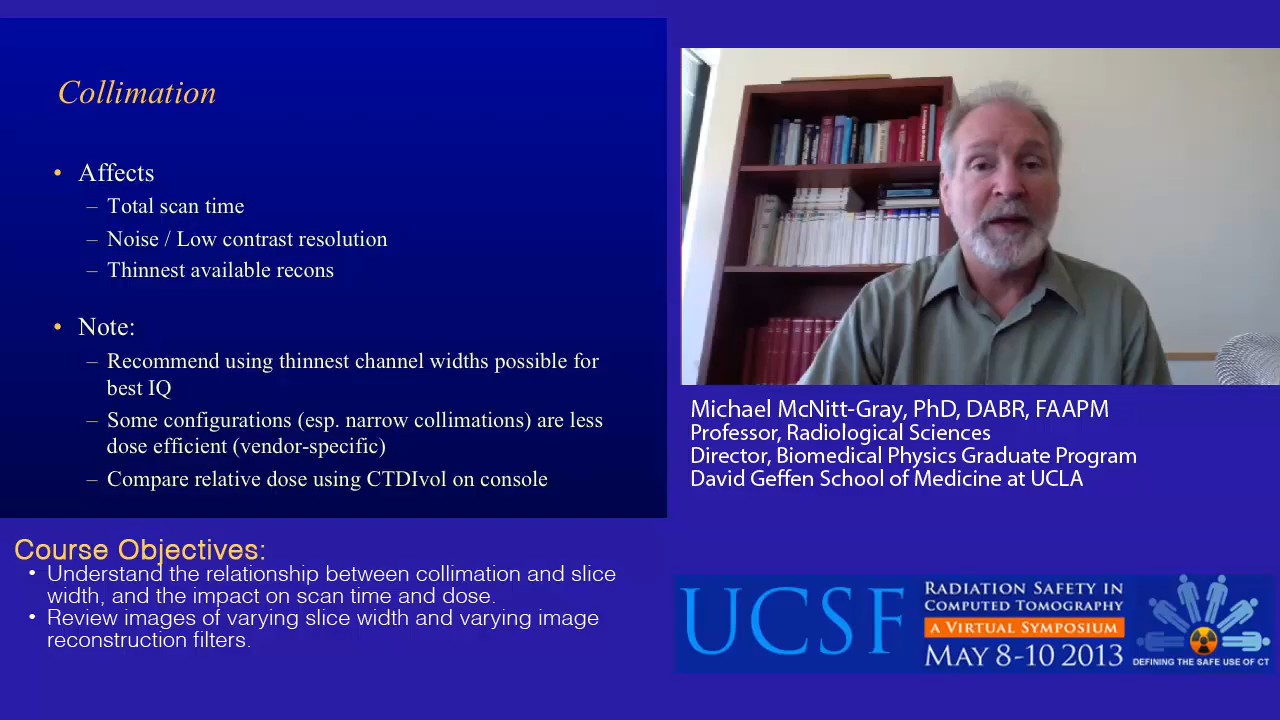 Collimation
• Affects
– Total scan time
– Noise / Low contrast resolution
– Thinnest available recons
• Note:
– Recommend using thinnest channel widths possible for
best IQ
– Some configurations (esp. narrow collimations) are less
dose efficient (vendor-specific)
– Compare relative dose using CTDIvol on console
Michael McNitt-Gray, PhD, DABR, FAAPM
Professor, Radiological Sciences
Director, Biomedical Physics Graduate Program
David Geffen School of Medicine at UCLA
Course Objectives:
• Understand the relationship between collimation and slice
width, and the impact on scan time and dose.
• Review images of varying slice width and varying image
reconstruction filters.
UCSF
Radiation Safety in
Computed Tomography
a Virtual Symposium
May 8-10 2013
DEFINING THE SAFE USE OF CT